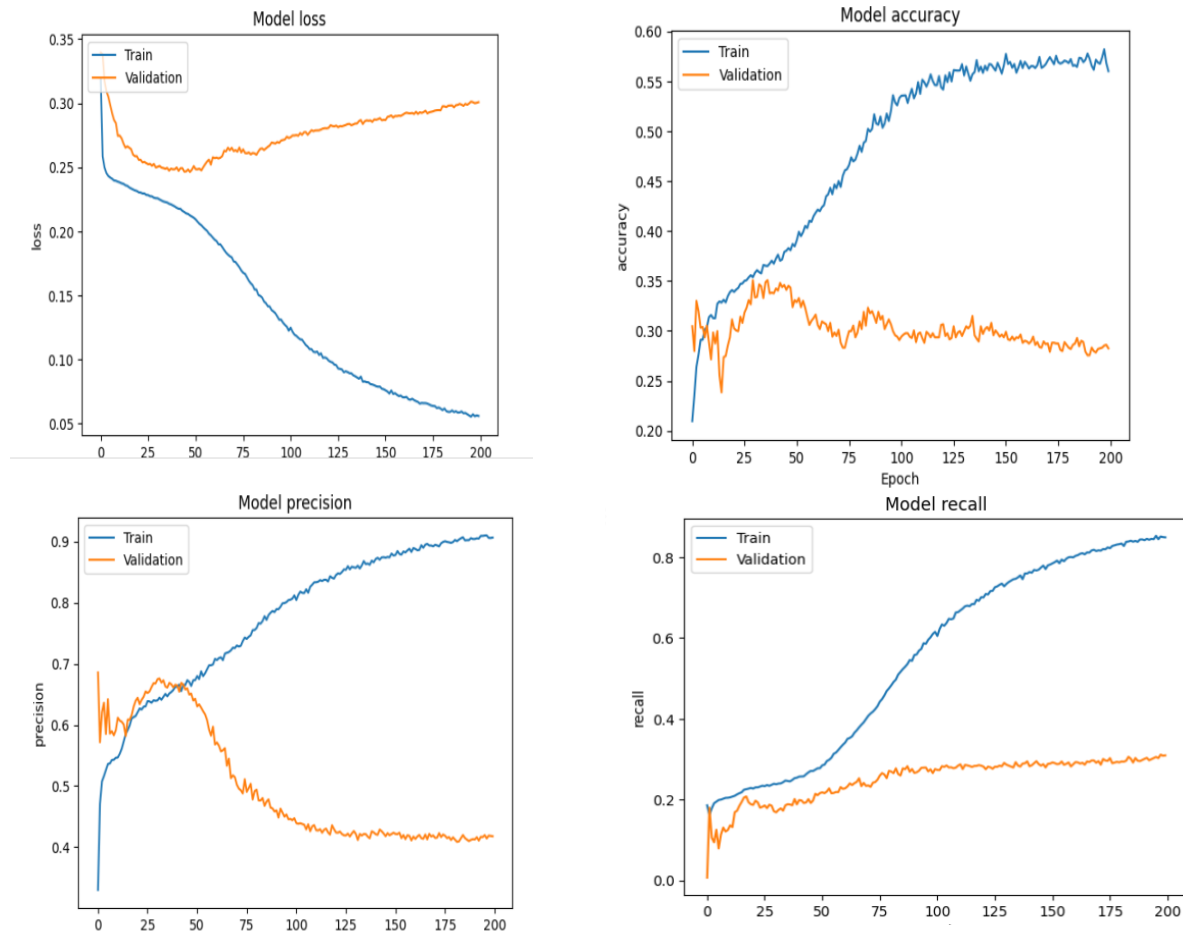 Model loss
0.35
0.30
0.25
0.20
0.15
0.10
0.05
loss
Train
Validation
0 25 50 75 100 125 150 175 200
Model accuracy
0.60
0.55
0.50
0.45
0.40
0.35
0.30
0.25
0.20
accuracy
Train
Validation
0 25 50 75 100 125 150 175 200
Epoch
Model precision
0.9
0.8
0.7
0.6
0.5
0.4
precision
Train
Validation
0 25 50 75 100 125 150 175 200
Model recall
0.8
0.6
0.4
0.2
0.0
recall
Train
Validation
0 25 50 75 100 125 150 175 200